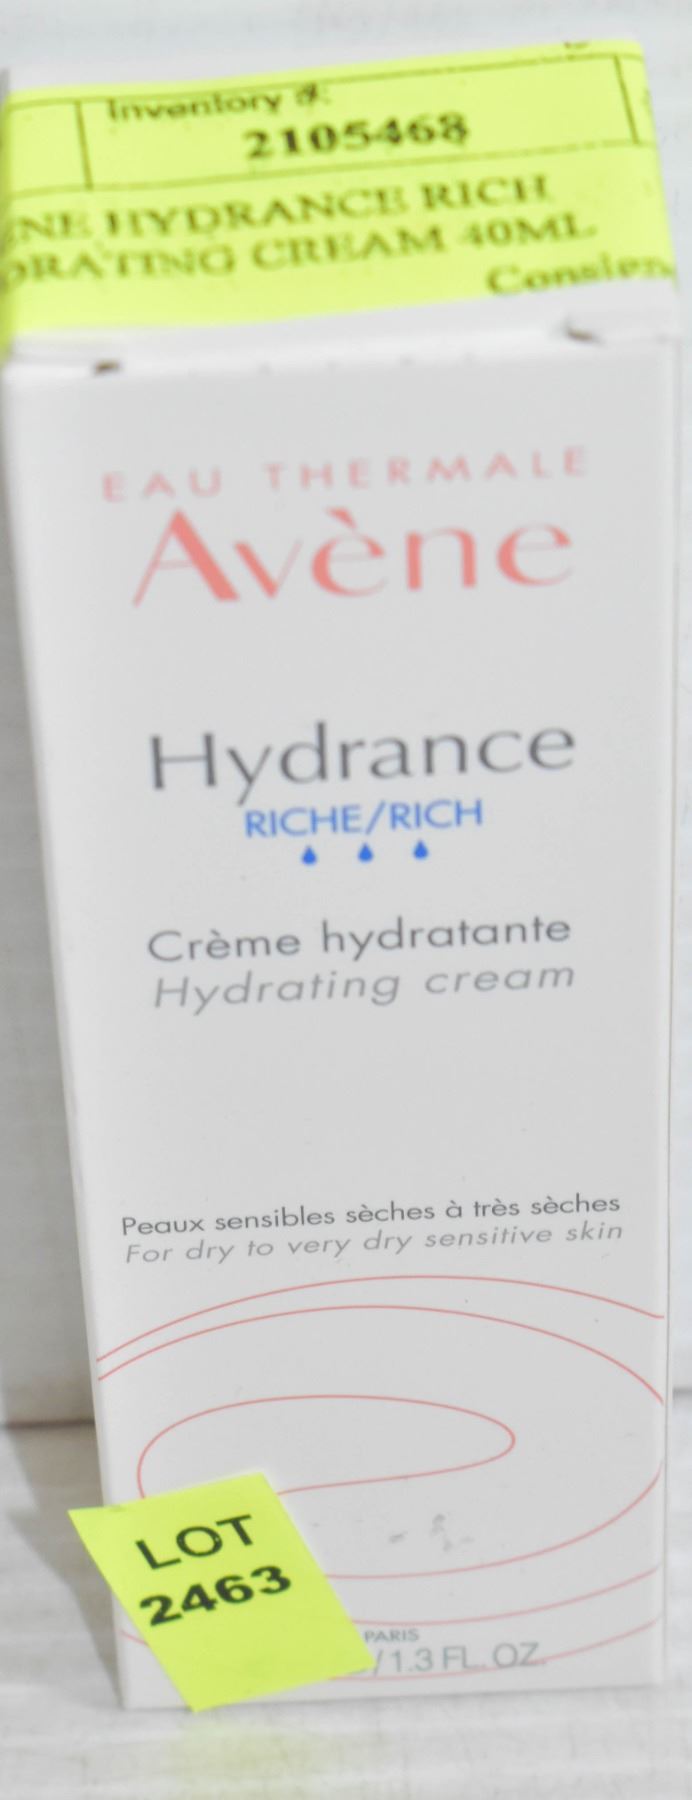 Inventory #:
2105468
NE HYDRANCE RICH
DRATING CREAM 40ML
Consign
EAU THERMALE
Avène
Hydrance
RICHE/RICH
Crème hydratante
Hydrating cream
Peaux sensibles sèches à très sèches
For dry to very dry sensitive skin
LOT
2463
PARIS
/1.3 FL. OZ.